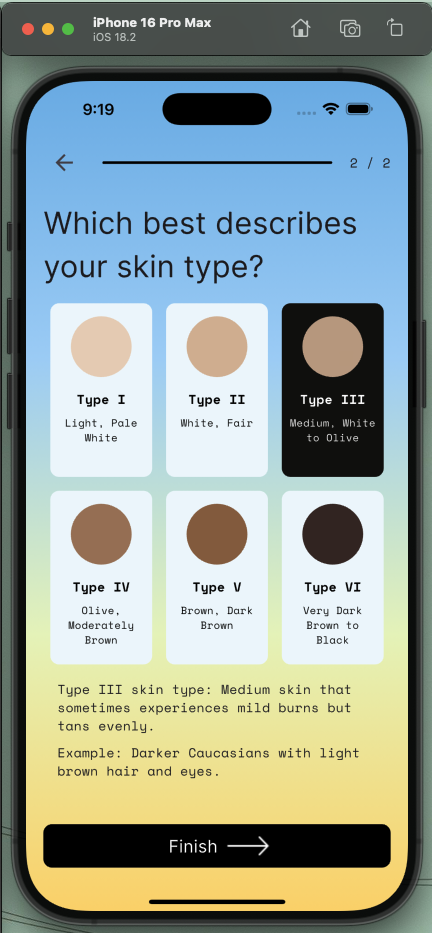 iPhone 16 Pro Max
iOS 18.2
9:19
2 / 2
Which best describes
your skin type?
Type I
Light, Pale
White
Type II
White, Fair
Type III
Medium, White
to Olive
Type IV
Olive,
Moderately
Brown
Type V
Brown, Dark
Brown
Type VI
Very Dark
Brown to
Black
Type III skin type: Medium skin that
sometimes experiences mild burns but
tans evenly.
Example: Darker Caucasians with light
brown hair and eyes.
Finish